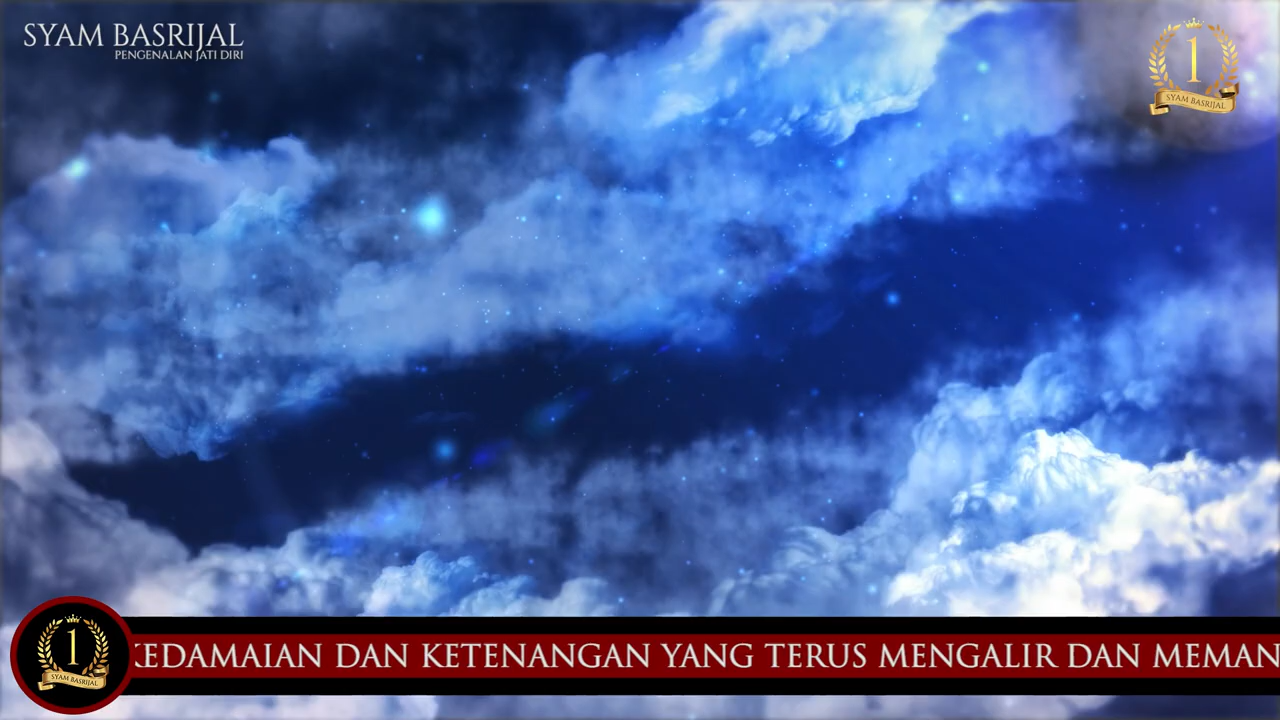 SYAM BASRIJAL
PENGENALAN JATI DIRI
1
SYAM BASRIJAL
1
SYAM BASRIJAL
KEDAMAIAN DAN KETENANGAN YANG TERUS MENGALIR DAN MEMAN